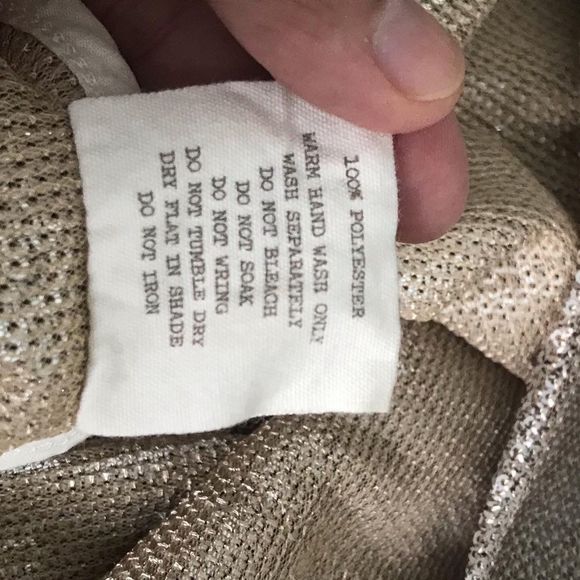 100% POLYESTER
WARM HAND WASH ONLY
WASH SEPARATELY
DO NOT BLEACH
DO NOT SOAK
DO NOT WRING
DO NOT TUMBLE DRY
DRY FLAT IN SHADE
DO NOT IRON